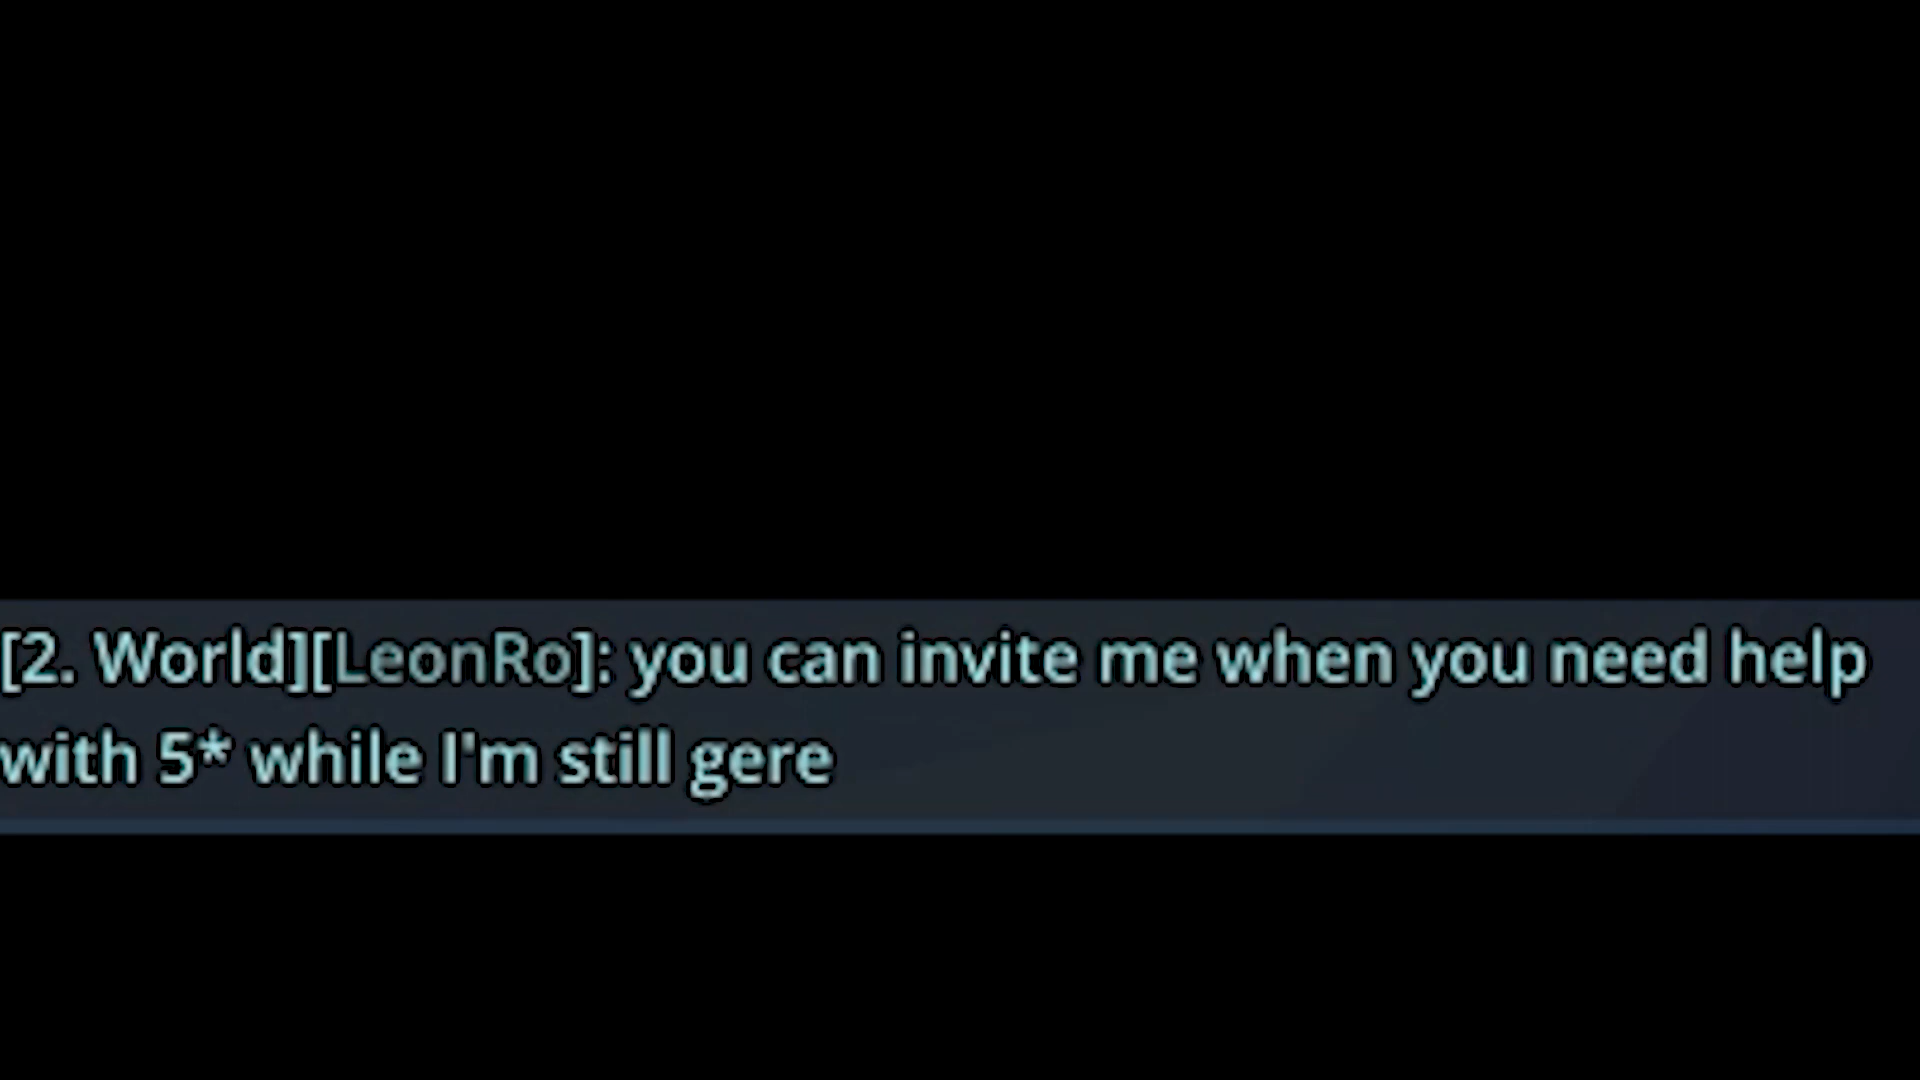 [2. World][LeonRo]: you can invite me when you need help
with 5* while I'm still gere